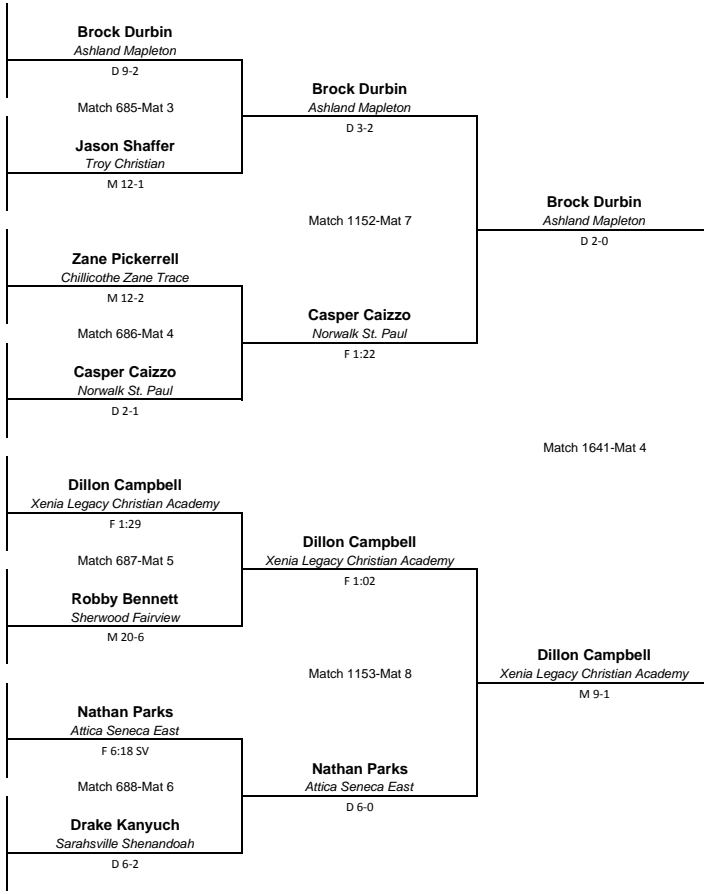 Brock Durbin
Ashland Mapleton
D 9-2
Match 685-Mat 3
Jason Shaffer
Troy Christian
M 12-1
Zane Pickerrell
Chillicothe Zane Trace
M 12-2
Match 686-Mat 4
Casper Caizzo
Norwalk St. Paul
D 2-1
Dillon Campbell
Xenia Legacy Christian Academy
F 1:29
Match 687-Mat 5
Robby Bennett
Sherwood Fairview
M 20-6
Nathan Parks
Attica Seneca East
F 6:18 SV
Match 688-Mat 6
Drake Kanyuch
Sarahsville Shenandoah
D 6-2
Brock Durbin
Ashland Mapleton
D 3-2
Match 1152-Mat 7
Casper Caizzo
Norwalk St. Paul
F 1:22
Dillon Campbell
Xenia Legacy Christian Academy
F 1:02
Match 1153-Mat 8
Nathan Parks
Attica Seneca East
D 6-0
Brock Durbin
Ashland Mapleton
D 2-0
Match 1641-Mat 4
Dillon Campbell
Xenia Legacy Christian Academy
M 9-1